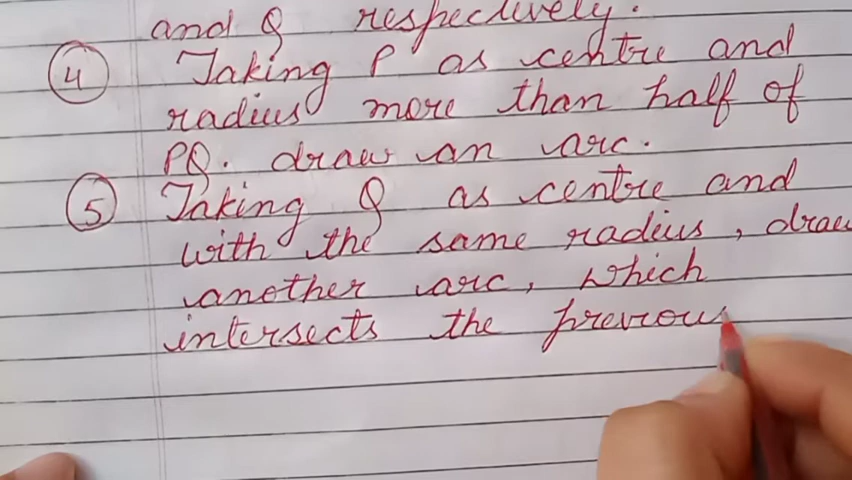 and Q respectively.
4 Taking P as centre and
radius more than half of
PQ. draw an arc.
5 Taking Q as centre and
with the same radius, draw
another arc, which
intersects the previous